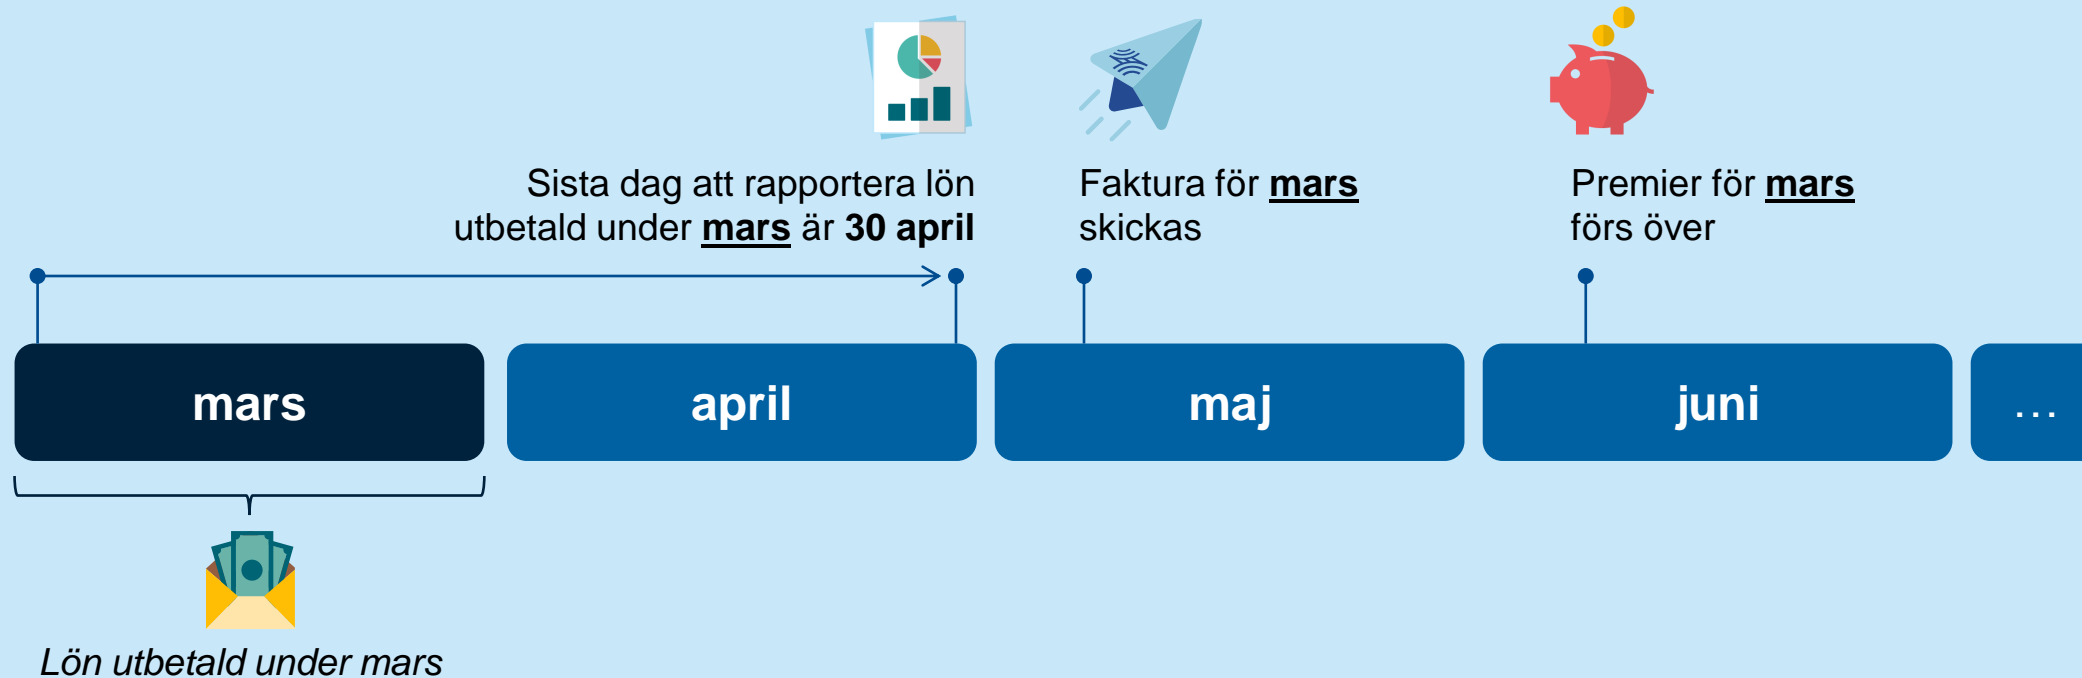 Sista dag att rapportera lön
utbetald under mars är 30 april
Faktura för mars
skickas
Premier för mars
förs över
mars
april
maj
juni
...
Lön utbetald under mars